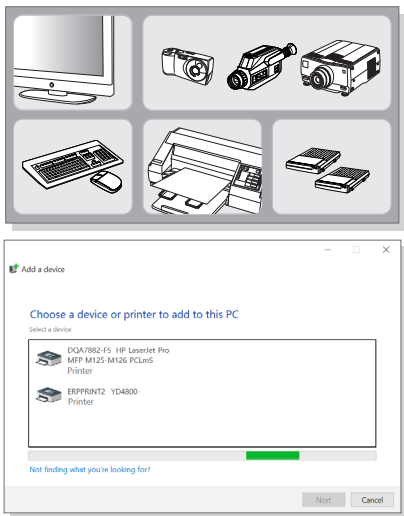 Add a device
Choose a device or printer to add to this PC
Select a device
DQA7882-F5 HP LaserJet Pro
MFP M125-M126 PCLmS
Printer
ERPPRINT2 YD4800-
Printer
Not finding what you're looking for?
Next
Cancel